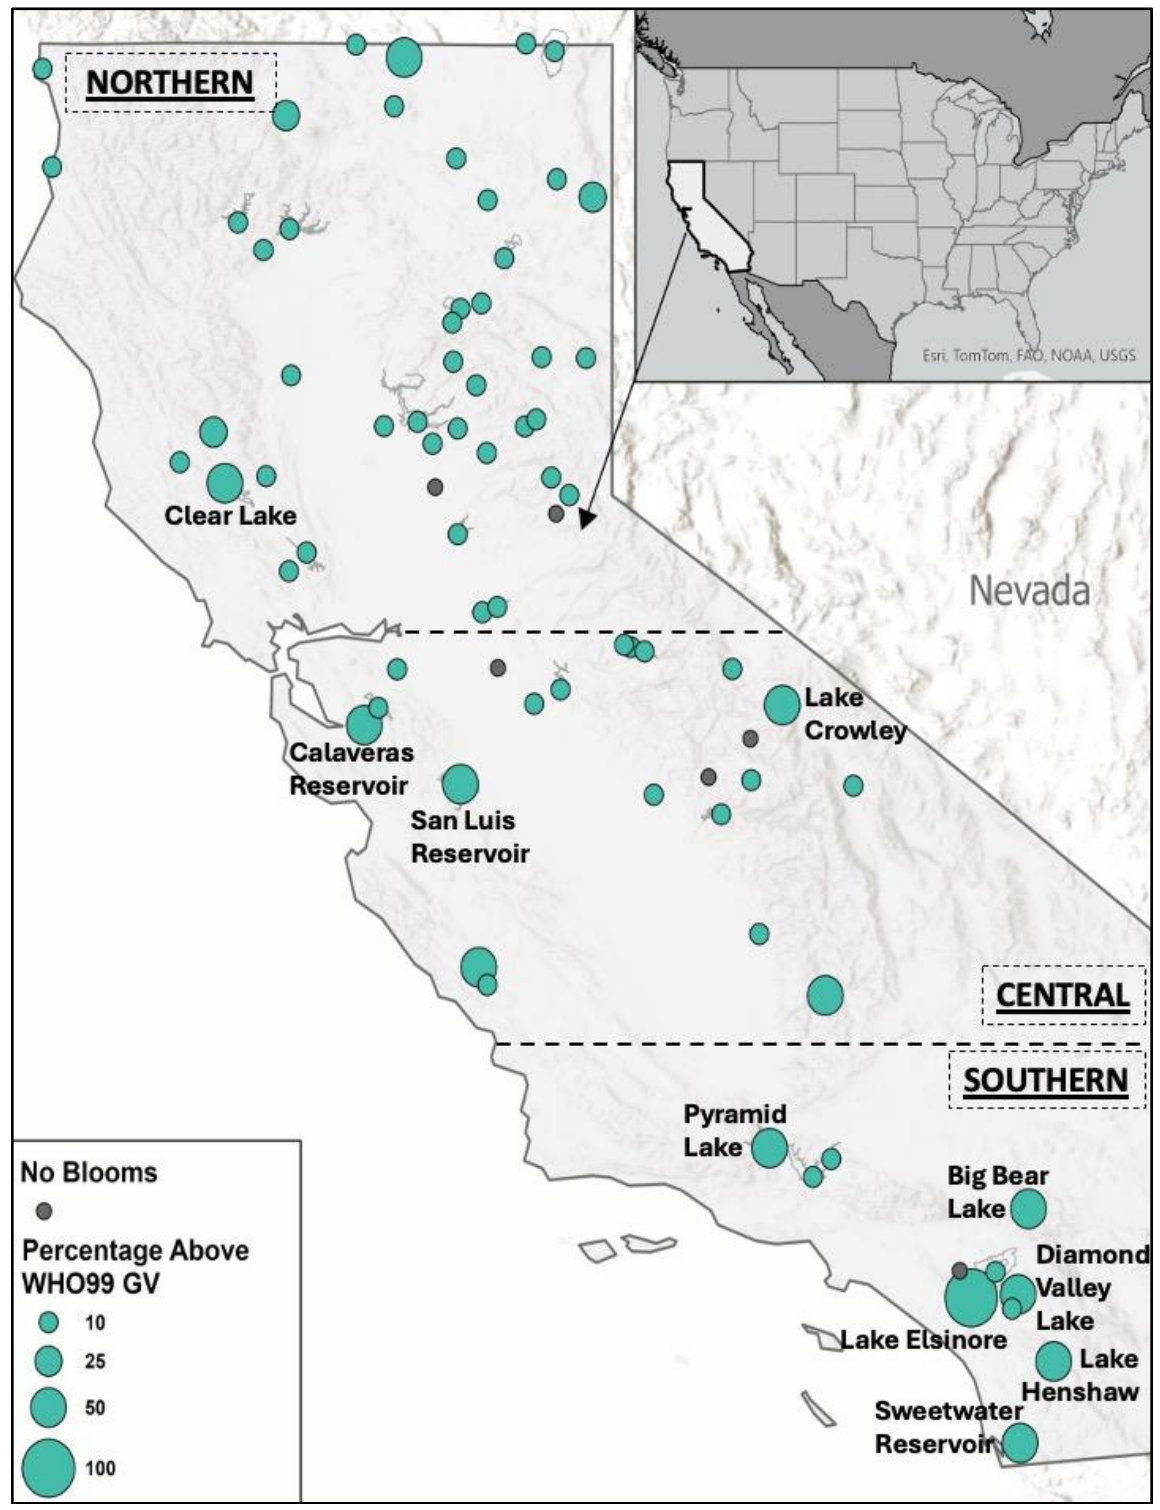 NORTHERN
Esri, TomTom, FAO, NOAA, USGS
Clear Lake
Nevada
Lake
Crowley
Calaveras
Reservoir
San Luis
Reservoir
CENTRAL
SOUTHERN
Pyramid
Lake
Big Bear
Lake
Diamond
Valley
Lake
Lake Elsinore
Lake
Henshaw
Sweetwater
Reservoir
No Blooms
Percentage Above
WHO99 GV
10
25
50
100